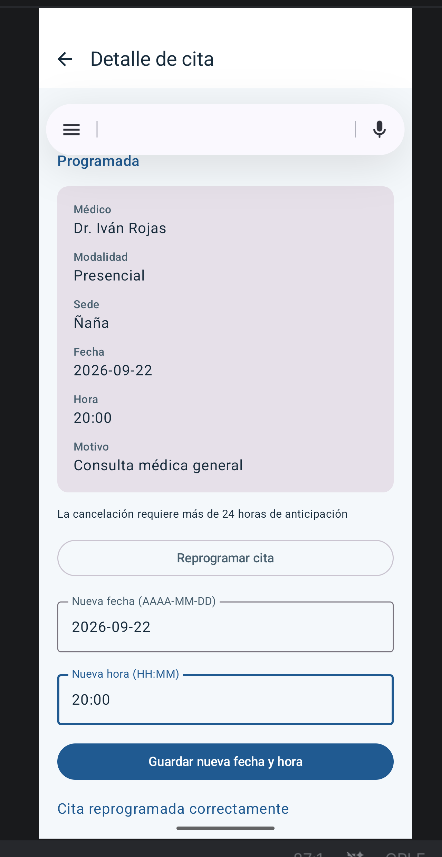 Detalle de cita
Programada
Médico
Dr. Iván Rojas
Modalidad
Presencial
Sede
Ñaña
Fecha
2026-09-22
Hora
20:00
Motivo
Consulta médica general
La cancelación requiere más de 24 horas de anticipación
Reprogramar cita
Nueva fecha (AAAA-MM-DD)
2026-09-22
Nueva hora (HH:MM)
20:00
Guardar nueva fecha y hora
Cita reprogramada correctamente